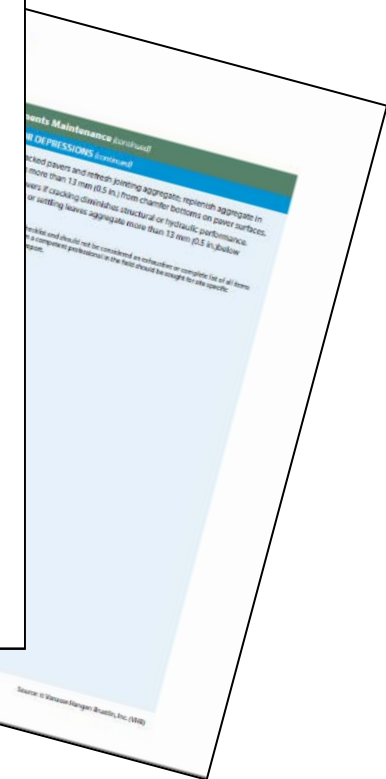 ents Maintenance (continued)
R DEPRESSIONS (continued)
acked pavers and refresh jointing aggregate, replenish aggregate in
more than 13 mm (0.5 in.) from chamfer bottoms on paver surfaces.
vers if cracking diminishes structural or hydraulic performance.
or settling leaves aggregate more than 13 mm (0.5 in.)below
hecklist and should not be considered an exhaustive or complete list of all items
a competent professional in the field should be sought for site specific
report.
Source: © Vanasse Hangen Brustlin, Inc. (VHB)